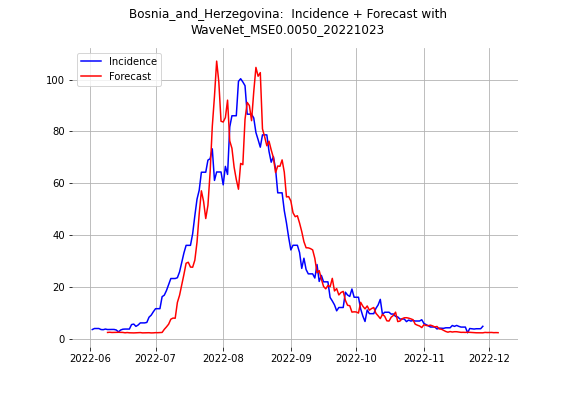 Bosnia_and_Herzegovina:  Incidence + Forecast with
WaveNet_MSE0.0050_20221023
Incidence
Forecast
100
80
60
40
20
0
2022-06 2022-07 2022-08 2022-09 2022-10 2022-11 2022-12